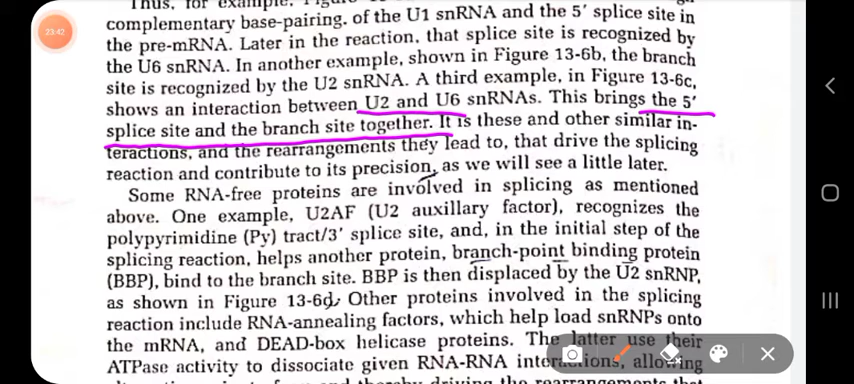 Thus, for example, Figure
complementary base-pairing. of the U1 snRNA and the 5' splice site in
the pre-mRNA. Later in the reaction, that splice site is recognized by
the U6 snRNA. In another example, shown in Figure 13-6b, the branch
site is recognized by the U2 snRNA. A third example, in Figure 13-6c,
shows an interaction between U2 and U6 snRNAs. This brings the 5'
splice site and the branch site together. It is these and other similar in-
teractions, and the rearrangements they lead to, that drive the splicing
reaction and contribute to its precision, as we will see a little later.
Some RNA-free proteins are involved in splicing as mentioned
above. One example, U2AF (U2 auxillary factor), recognizes the
polypyrimidine (Py) tract/3' splice site, and, in the initial step of the
splicing reaction, helps another protein, branch-point binding protein
(BBP), bind to the branch site. BBP is then displaced by the U2 snRNP,
as shown in Figure 13-6d. Other proteins involved in the splicing
reaction include RNA-annealing factors, which help load snRNPs onto
the mRNA, and DEAD-box helicase proteins. The latter use their
ATPase activity to dissociate given RNA-RNA interactions, allowing
the rearrangements that
23:42